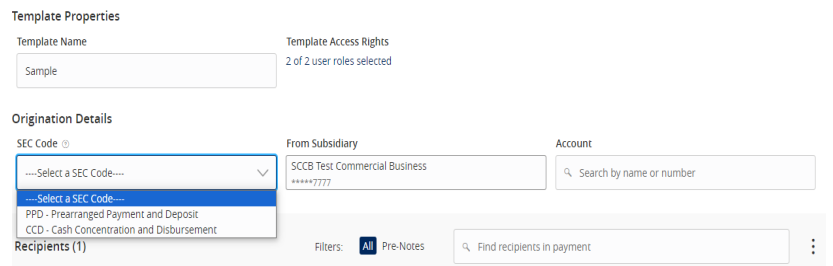 Template Properties
Template Name
Template Access Rights
Sample
2 of 2 user roles selected
Origination Details
SEC Code ?
From Subsidiary
Account
----Select a SEC Code----
SCCB Test Commercial Business
*****7777
Search by name or number
----Select a SEC Code----
PPD - Prearranged Payment and Deposit
CCD - Cash Concentration and Disbursement
Recipients (1)
Filters: All Pre-Notes
Find recipients in payment